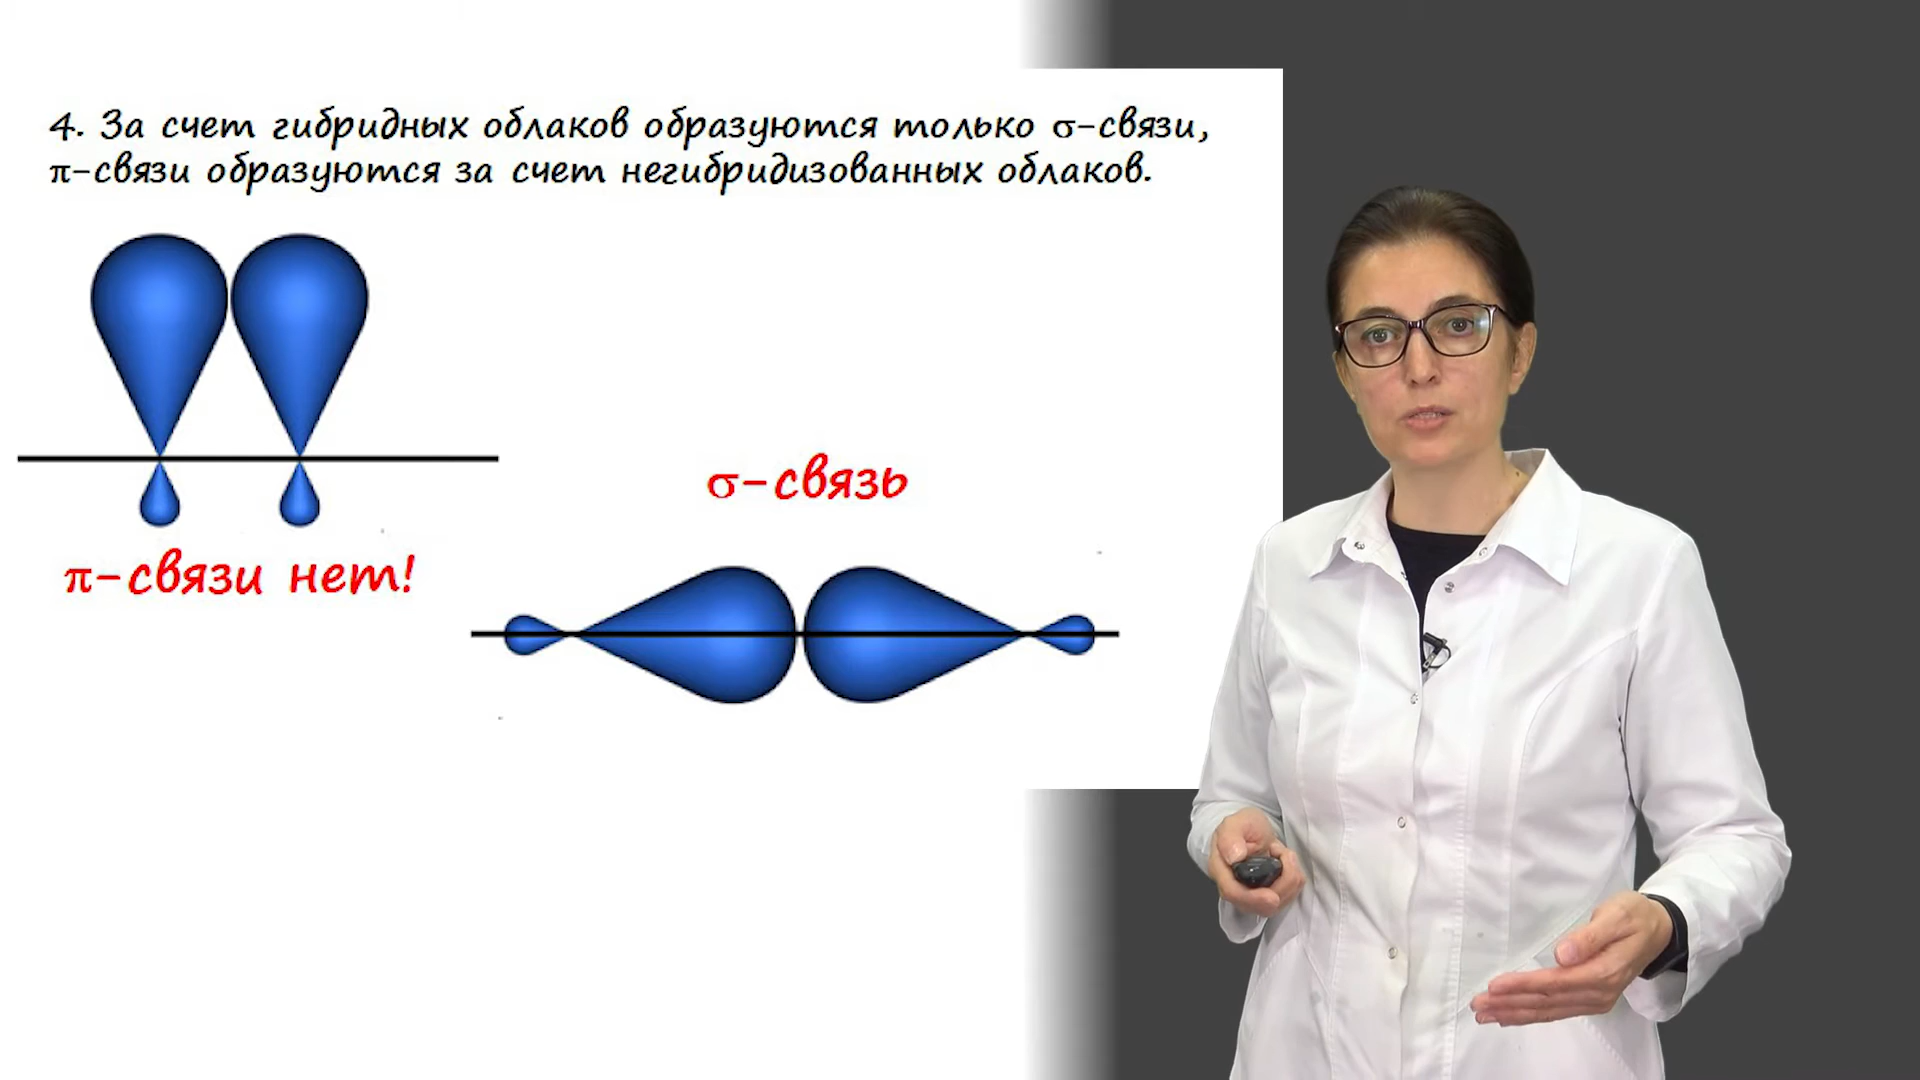 4. За счет гибридных облаков образуются только σ-связи,
π-связи образуются за счет негибридизованных облаков.
σ-связь
π-связи нет!